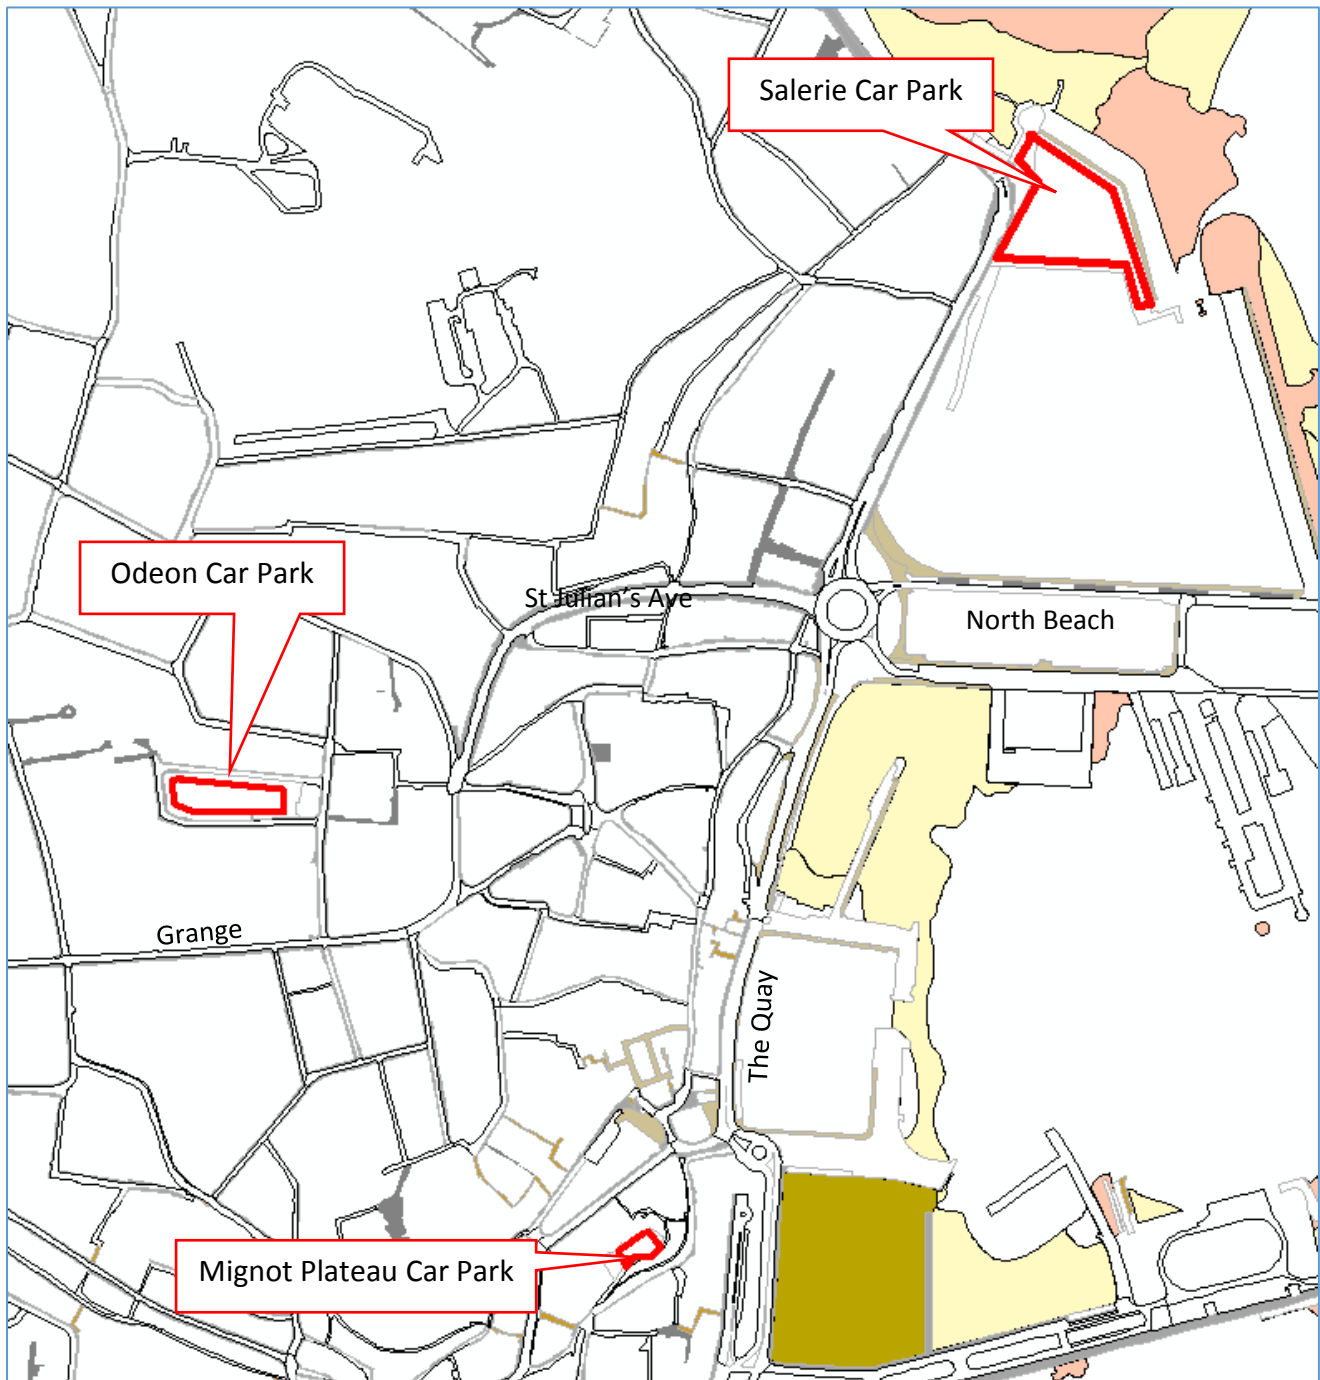 Salerie Car Park
Odeon Car Park
St Julian's Ave
North Beach
Grange
The Quay
Mignot Plateau Car Park